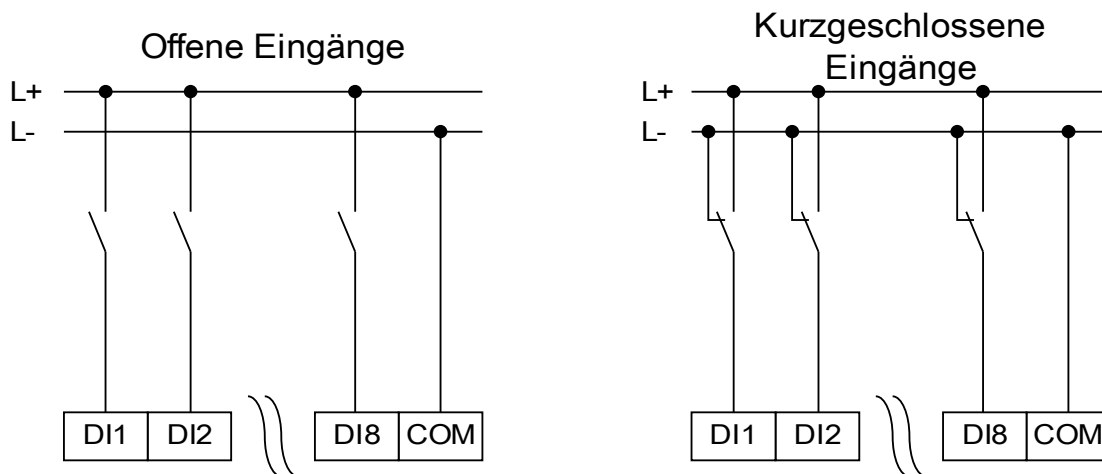 Offene Eingänge
L+
L-
DI1 DI2 DI8 COM
Kurzgeschlossene
Eingänge
L+
L-
DI1 DI2 DI8 COM